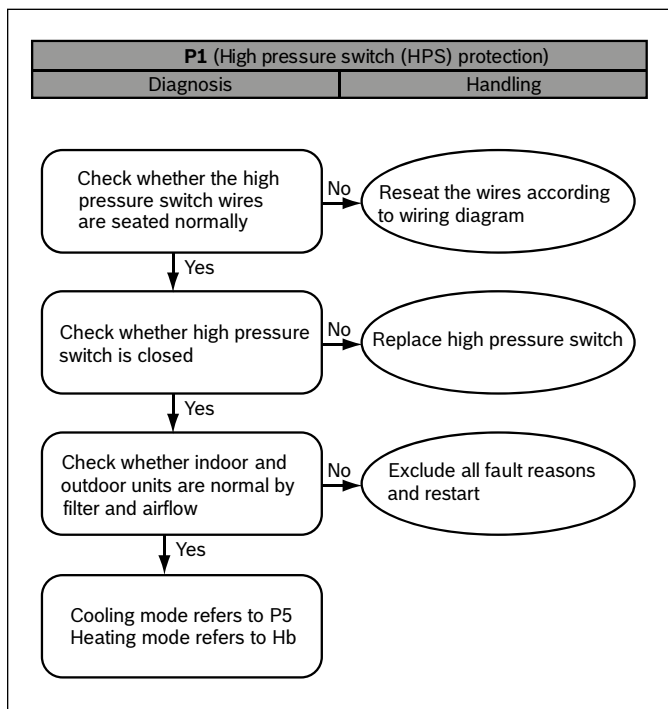 P1 (High pressure switch (HPS) protection)
Diagnosis
Handling
Check whether the high
pressure switch wires
are seated normally
No
Reseat the wires according
to wiring diagram
Yes
Check whether high pressure
switch is closed
No
Replace high pressure switch
Yes
Check whether indoor and
outdoor units are normal by
filter and airflow
No
Exclude all fault reasons
and restart
Yes
Cooling mode refers to P5
Heating mode refers to Hb